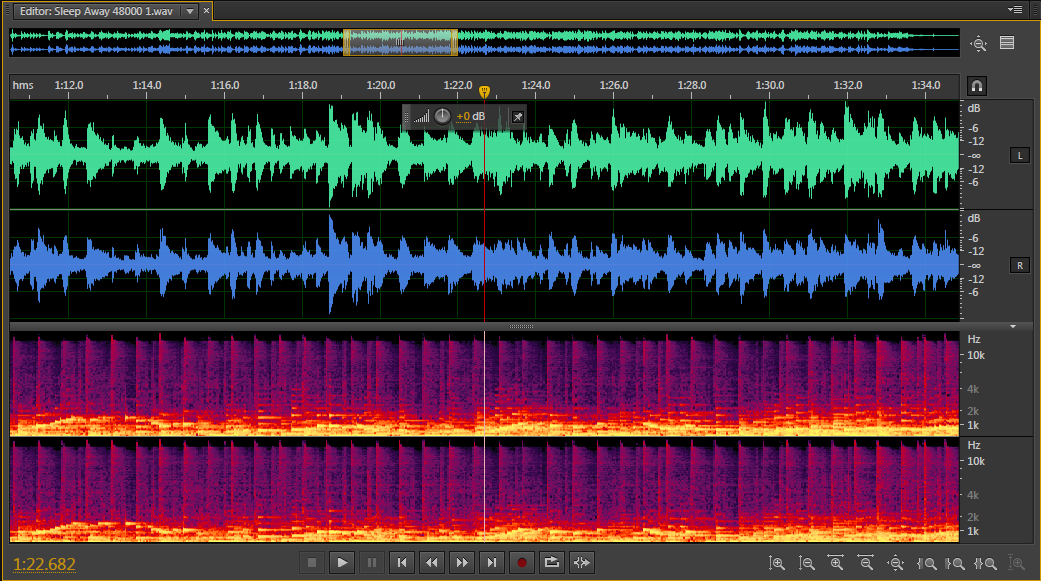 Editor: Sleep Away 48000 1.wav
hms 1:12.0 1:14.0 1:16.0 1:18.0 1:20.0 1:22.0 1:24.0 1:26.0 1:28.0 1:30.0 1:32.0 1:34.0
+0 dB
dB
-6
-12
-∞
-12
-6
L
dB
-6
-12
-∞
-12
-6
R
Hz
10k
4k
2k
1k
Hz
10k
4k
2k
1k
1:22.682